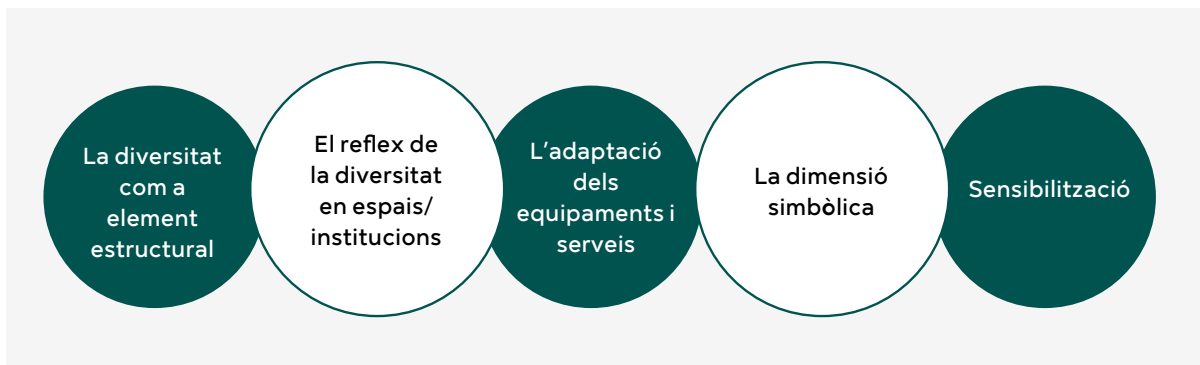 La diversitat
com a
element
estructural
El reflex de
la diversitat
en espais/
institucions
L'adaptació
dels
equipaments i
serveis
La dimensió
simbòlica
Sensibilització